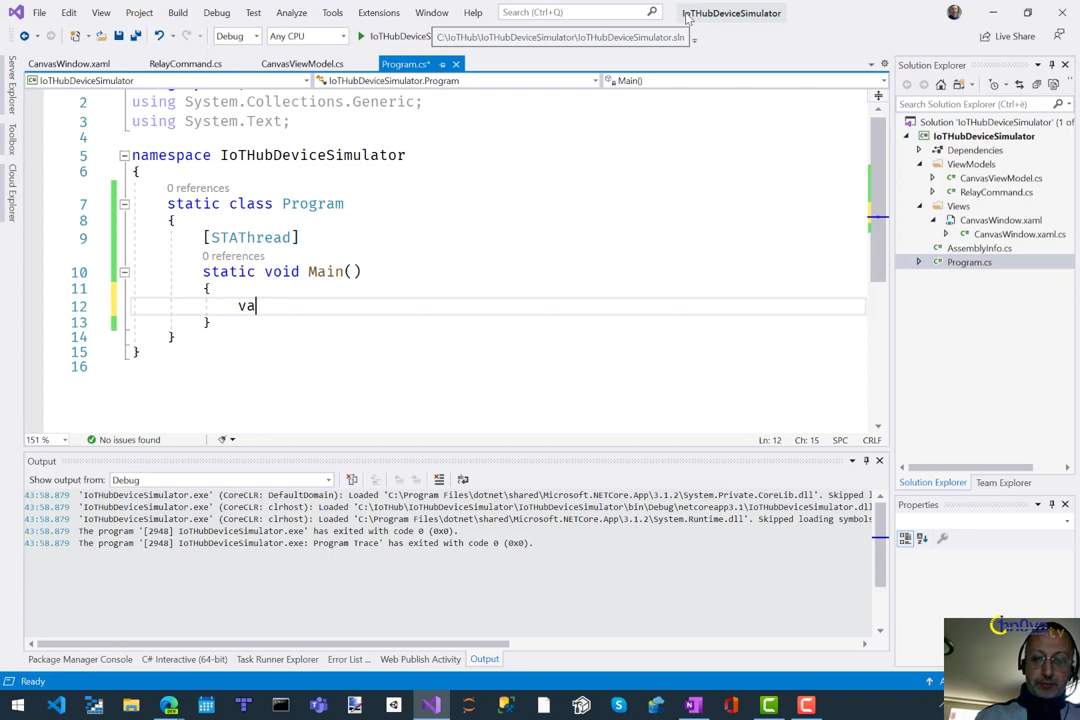 File Edit View Project Build Debug Test Analyze Tools Extensions Window Help Search (Ctrl+Q) IoTHubDeviceSimulator
Debug Any CPU IoTHubDeviceS Live Share
C:\IoTHub\IoTHubDeviceSimulator\IoTHubDeviceSimulator.sln
CanvasWindow.xaml RelayCommand.cs CanvasViewModel.cs Program.cs*
IoTHubDeviceSimulator IoTHubDeviceSimulator.Program Main()
Server Explorer
Toolbox
Cloud Explorer
2 using System.Collections.Generic;
3 using System.Text;
4
5 namespace IoTHubDeviceSimulator
6 {
0 references
7 static class Program
8 {
9 [STAThread]
0 references
10 static void Main()
11 {
12 va
13 }
14 }
15 }
16
151 % No issues found Ln: 12 Ch: 15 SPC CRLF
Output
Show output from: Debug
43:58.879 'IoTHubDeviceSimulator.exe' (CoreCLR: DefaultDomain): Loaded 'C:\Program Files\dotnet\shared\Microsoft.NETCore.App\3.1.2\System.Private.CoreLib.dll'. Skipped l
43:58.879 'IoTHubDeviceSimulator.exe' (CoreCLR: clrhost): Loaded 'C:\IoTHub\IoTHubDeviceSimulator\IoTHubDeviceSimulator\bin\Debug\netcoreapp3.1\IoTHubDeviceSimulator.dll
43:58.879 'IoTHubDeviceSimulator.exe' (CoreCLR: clrhost): Loaded 'C:\Program Files\dotnet\shared\Microsoft.NETCore.App\3.1.2\System.Runtime.dll'. Skipped loading symbols
43:58.879 The program '[2948] IoTHubDeviceSimulator.exe' has exited with code 0 (0x0).
43:58.879 The program '[2948] IoTHubDeviceSimulator.exe: Program Trace' has exited with code 0 (0x0).
Package Manager Console C# Interactive (64-bit) Task Runner Explorer Error List ... Web Publish Activity Output
Ready
Solution Explorer
Search Solution Explorer (Ctrl+è)
Solution 'IoTHubDeviceSimulator' (1 of
IoTHubDeviceSimulator
Dependencies
ViewModels
C# CanvasViewModel.cs
C# RelayCommand.cs
Views
CanvasWindow.xaml
CanvasWindow.xaml.cs
C# AssemblyInfo.cs
C# Program.cs
Solution Explorer Team Explorer
Properties